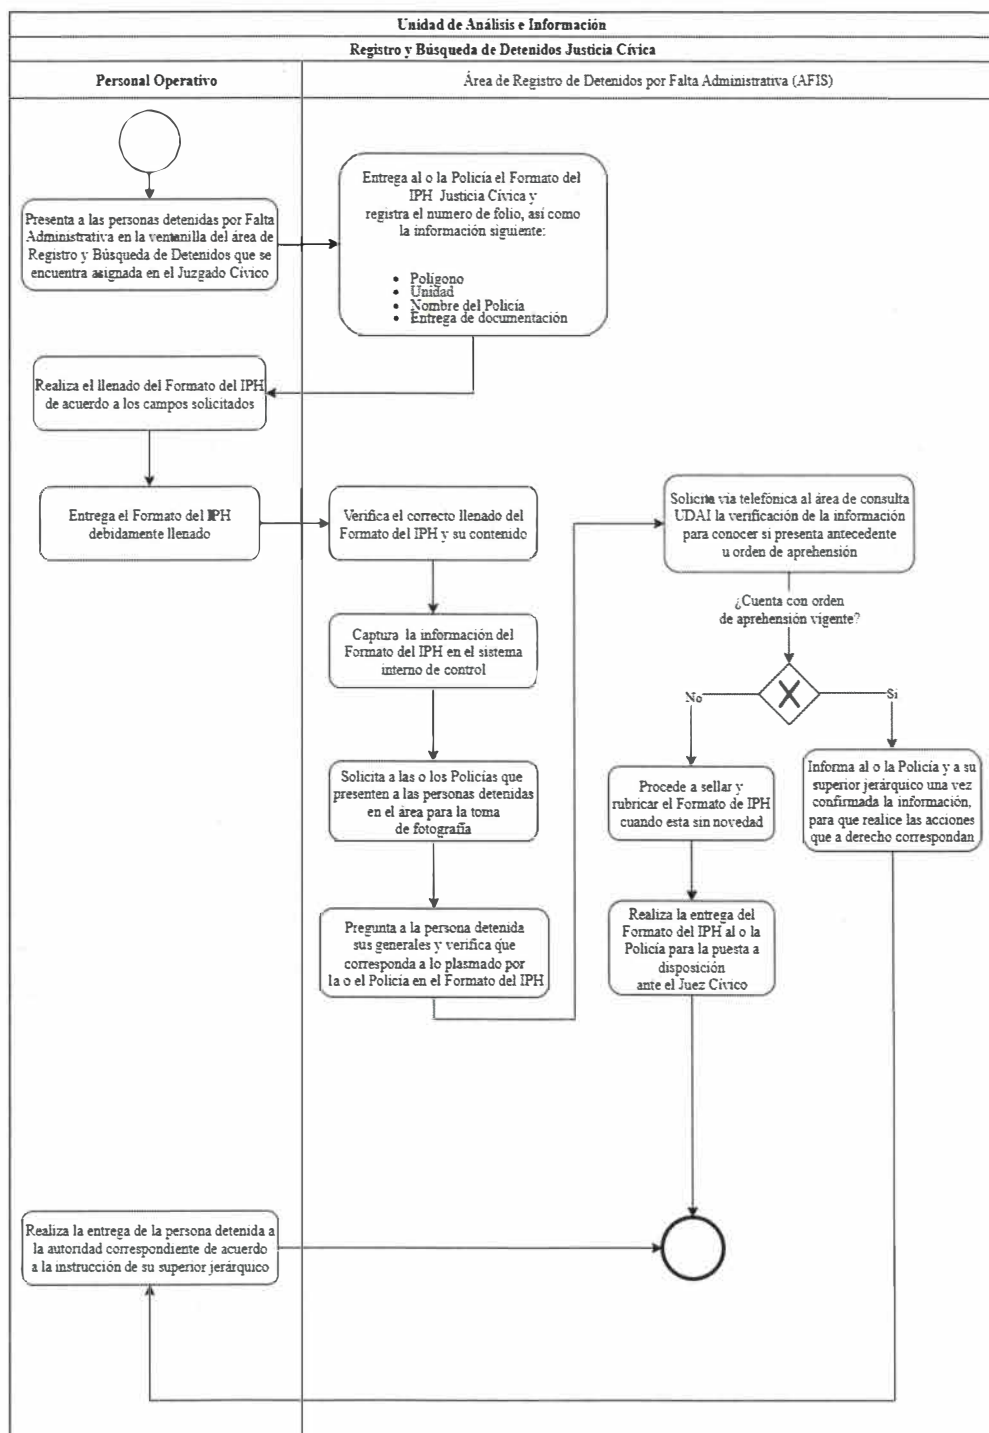 Unidad de Análisis e Información
Registro y Búsqueda de Detenidos Justicia Cívica
Personal Operativo
Área de Registro de Detenidos por Falta Administrativa (AFIS)
Presenta a las personas detenidas por Falta
Administrativa en la ventanilla del área de
Registro y Búsqueda de Detenidos que se
encuentra asignada en el Juzgado Cívico
Entrega al o la Policía el Formato del
IPH Justicia Cívica y
registra el numero de folio, así como
la información siguiente:
• Polígono
• Unidad
• Nombre del Policía
• Entrega de documentación
Realiza el llenado del Formato del IPH
de acuerdo a los campos solicitados
Entrega el Formato del IPH
debidamente llenado
Verifica el correcto llenado del
Formato del IPH y su contenido
Captura la información del
Formato del IPH en el sistema
interno de control
Solicita a las o los Policías que
presenten a las personas detenidas
en el área para la toma
de fotografía
Pregunta a la persona detenida
sus generales y verifica que
corresponda a lo plasmado por
la o el Policía en el Formato del IPH
Solicita vía telefónica al área de consulta
UDAI la verificación de la información
para conocer si presenta antecedente
u orden de aprehensión
¿Cuenta con orden
de aprehensión vigente?
No
Si
Procede a sellar y
rubricar el Formato de IPH
cuando esta sin novedad
Informa al o la Policía y a su
superior jerárquico una vez
confirmada la información,
para que realice las acciones
que a derecho correspondan
Realiza la entrega del
Formato del IPH al o la
Policía para la puesta a
disposición
ante el Juez Cívico
Realiza la entrega de la persona detenida a
la autoridad correspondiente de acuerdo
a la instrucción de su superior jerárquico